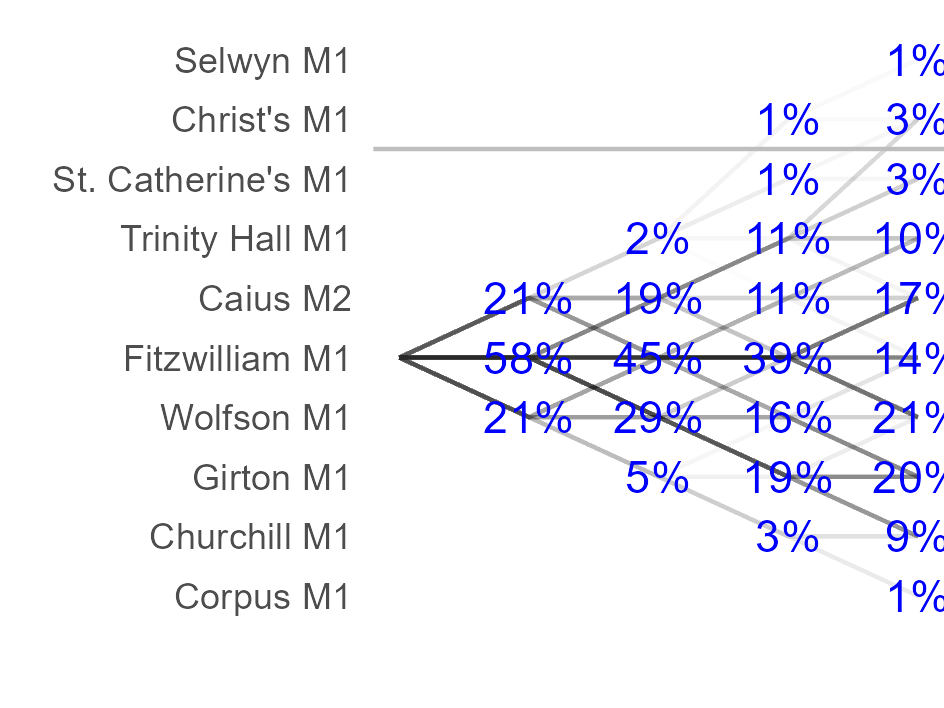 Selwyn M1 1%
Christ's M1 1% 3%
St. Catherine's M1 1% 3%
Trinity Hall M1 2% 11% 10%
Caius M2 21% 19% 11% 17%
Fitzwilliam M1 58% 45% 39% 14%
Wolfson M1 21% 29% 16% 21%
Girton M1 5% 19% 20%
Churchill M1 3% 9%
Corpus M1 1%